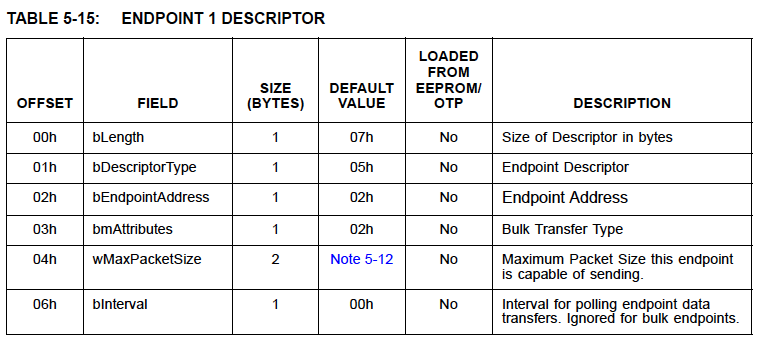 TABLE 5-15: ENDPOINT 1 DESCRIPTOR
OFFSET FIELD SIZE (BYTES) DEFAULT VALUE LOADED FROM EEPROM/ OTP DESCRIPTION
00h bLength 1 07h No Size of Descriptor in bytes
01h bDescriptorType 1 05h No Endpoint Descriptor
02h bEndpointAddress 1 02h No Endpoint Address
03h bmAttributes 1 02h No Bulk Transfer Type
04h wMaxPacketSize 2 Note 5-12 No Maximum Packet Size this endpoint
is capable of sending.
06h bInterval 1 00h No Interval for polling endpoint data
transfers. Ignored for bulk endpoints.